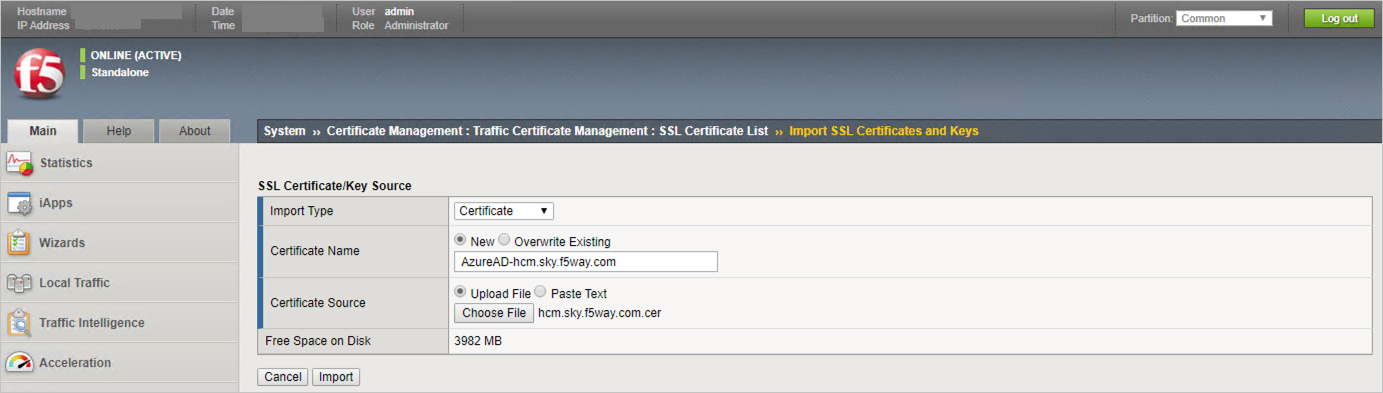 Hostname
IP Address
Date
Time
User admin
Role Administrator
Partition: Common
Log out
f5
ONLINE (ACTIVE)
Standalone
Main Help About
System ›› Certificate Management : Traffic Certificate Management : SSL Certificate List ›› Import SSL Certificates and Keys
Statistics
iApps
Wizards
Local Traffic
Traffic Intelligence
Acceleration
SSL Certificate/Key Source
Import Type Certificate
Certificate Name New Overwrite Existing
AzureAD-hcm.sky.f5way.com
Certificate Source Upload File Paste Text
Choose File hcm.sky.f5way.com.cer
Free Space on Disk 3982 MB
Cancel Import